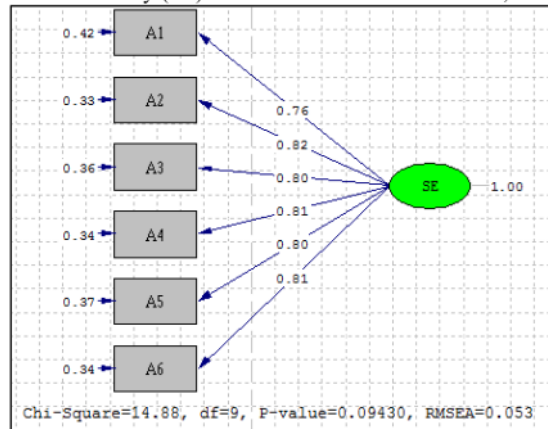 0.42 A1
0.76
0.33 A2
0.82
0.36 A3
0.80
SE 1.00
0.81
0.34 A4
0.80
0.37 A5
0.81
0.34 A6
Chi-Square=14.88, df=9, P-value=0.09430, RMSEA=0.053